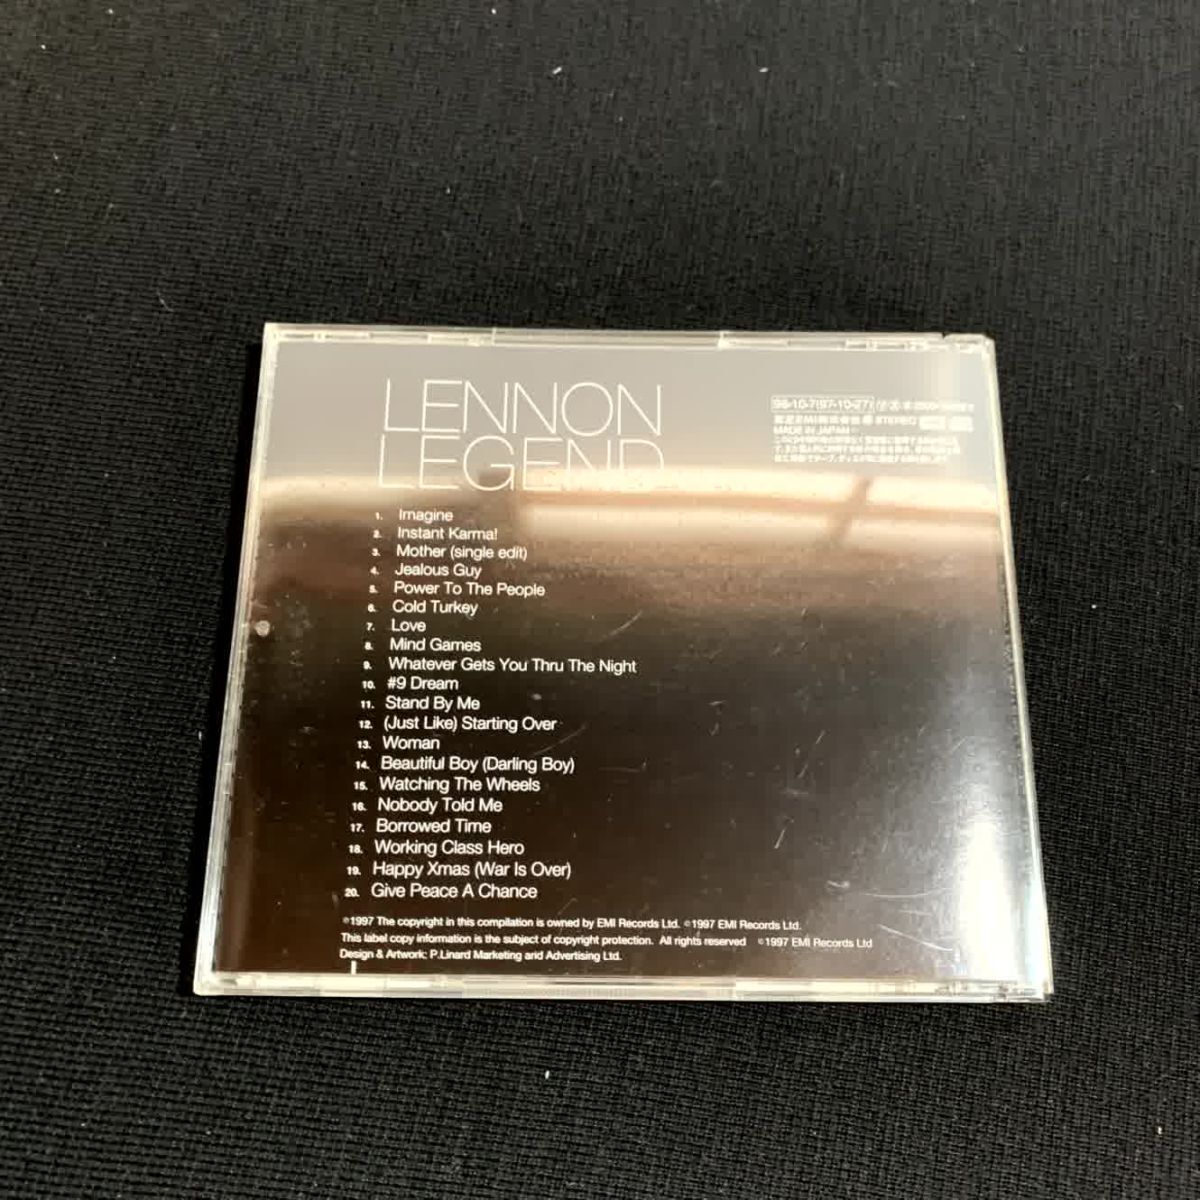 LENNON
LEGEND
1. Imagine
2. Instant Karma!
3. Mother (single edit)
4. Jealous Guy
5. Power To The People
6. Cold Turkey
7. Love
8. Mind Games
9. Whatever Gets You Thru The Night
10. #9 Dream
11. Stand By Me
12. (Just Like) Starting Over
13. Woman
14. Beautiful Boy (Darling Boy)
15. Watching The Wheels
16. Nobody Told Me
17. Borrowed Time
18. Working Class Hero
19. Happy Xmas (War Is Over)
20. Give Peace A Chance
℗1997 The copyright in this compilation is owned by EMI Records Ltd. ©1997 EMI Records Ltd.
This label copy information is the subject of copyright protection. All rights reserved ©1997 EMI Records Ltd
Design & Artwork: P.Linard Marketing and Advertising Ltd.
98-10-7(97-10-27)
STEREO
MADE IN JAPAN